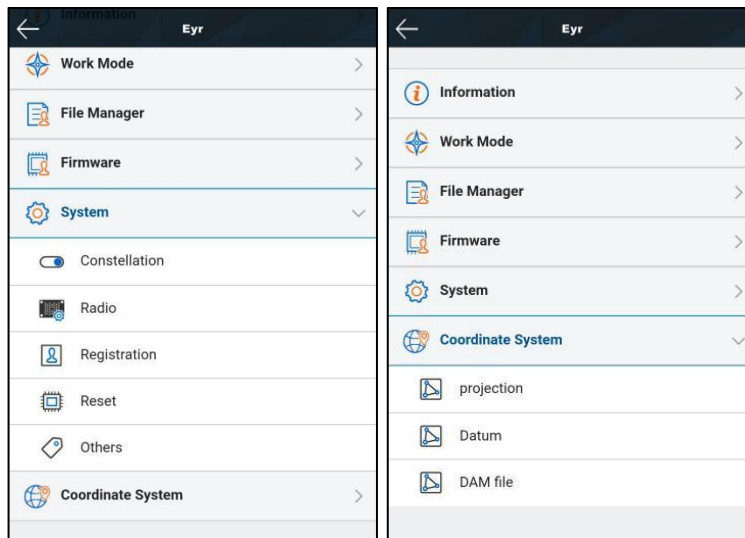 Information
Eyr
Work Mode
File Manager
Firmware
System
Constellation
Radio
Registration
Reset
Others
Coordinate System
Eyr
Information
Work Mode
File Manager
Firmware
System
Coordinate System
projection
Datum
DAM file